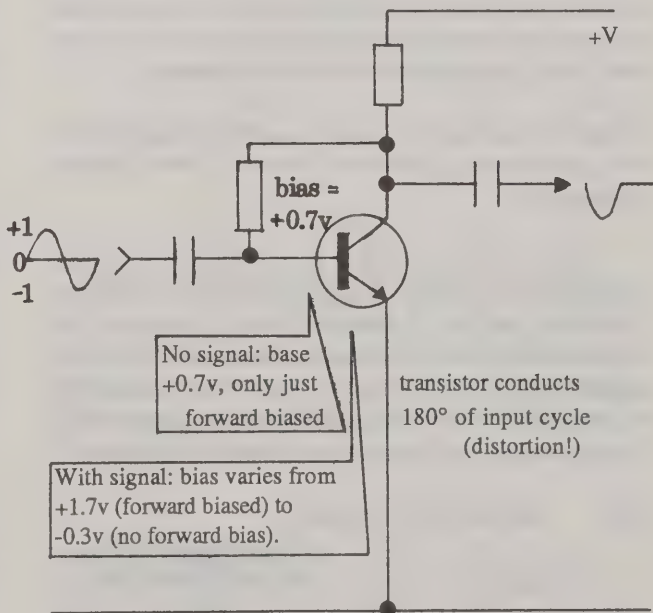 +V
bias =
+0.7v
+1
0
-1
No signal: base
+0.7v, only just
forward biased
transistor conducts
180° of input cycle
(distortion!)
With signal: bias varies from
+1.7v (forward biased) to
-0.3v (no forward bias).